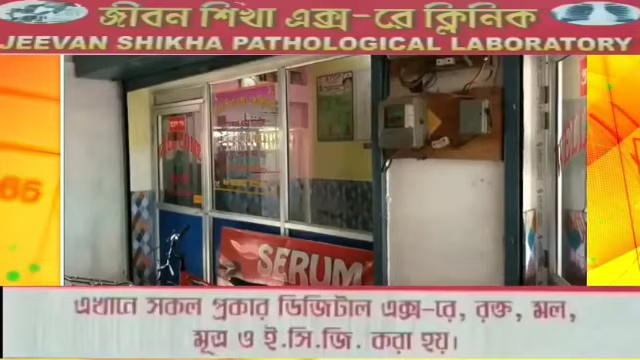 জীবন শিখা এক্স-রে ক্লিনিক
JEEVAN SHIKHA PATHOLOGICAL LABORATORY
SERUM
এখানে সকল প্রকার ডিজিটাল এক্স-রে, রক্ত, মল,
মূত্র ও ই.সি.জি. করা হয়।